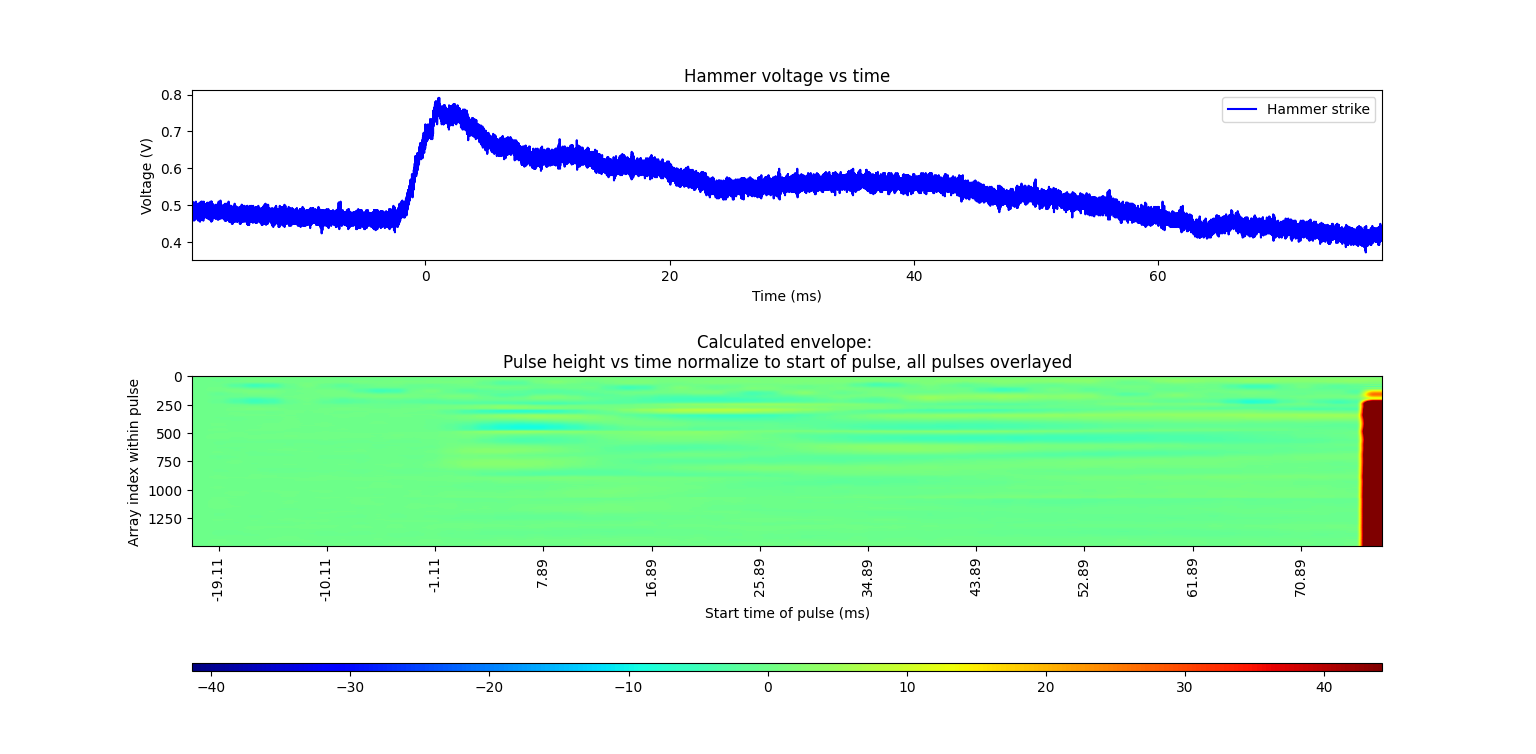 Hammer voltage vs time
0.8
0.7
0.6
0.5
0.4
Voltage (V)
Hammer strike
0 20 40 60
Time (ms)
Calculated envelope:
Pulse height vs time normalize to start of pulse, all pulses overlayed
0
250
500
750
1000
1250
Array index within pulse
-19.11 -10.11 -1.11 7.89 16.89 25.89 34.89 43.89 52.89 61.89 70.89
Start time of pulse (ms)
−40 −30 −20 −10 0 10 20 30 40